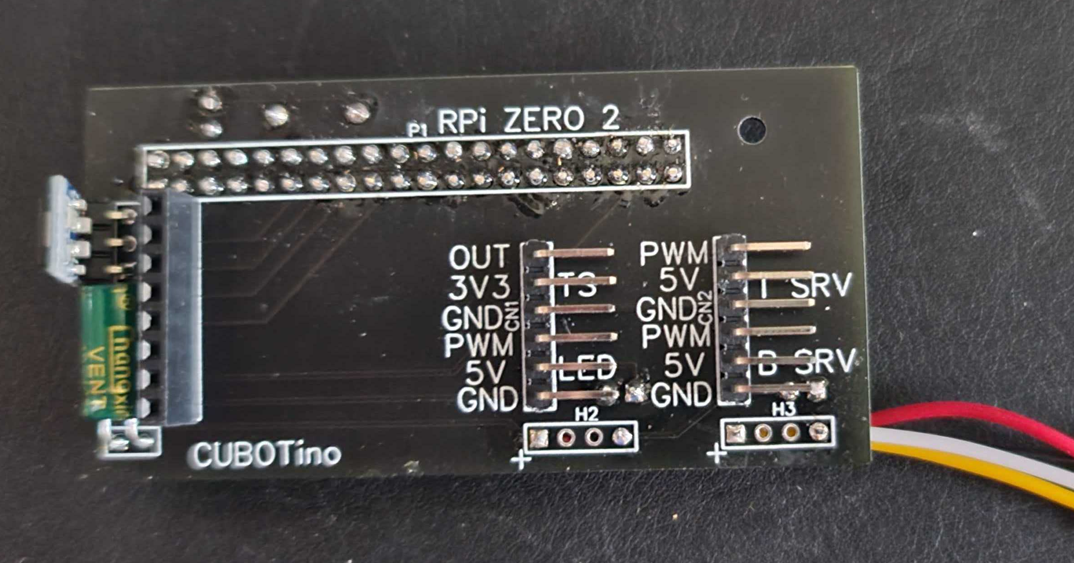 P1 RPi ZERO 2
OUT
3V3
GND
PWM
5V
GND
CN1
TS
LED
PWM
5V
GND
PWM
5V
GND
CN2
T SRV
B SRV
H2
+
H3
+
CUBOTino